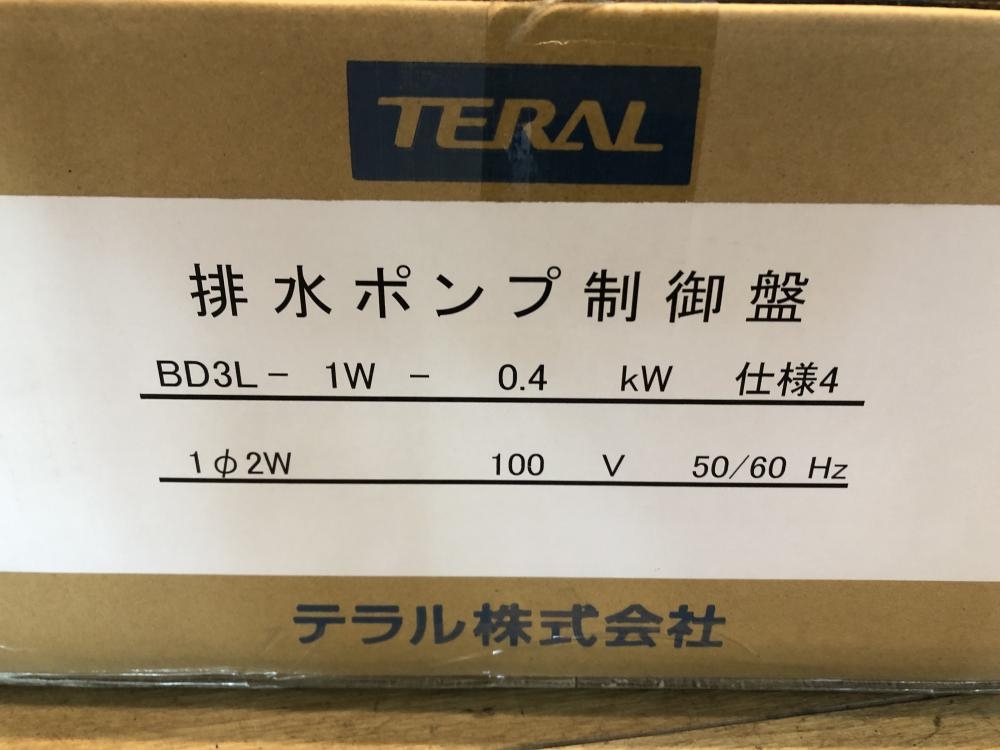 TERAL
排水ポンプ制御盤
BD3L- 1W - 0.4 kW 仕様4
1φ2W 100 V 50/60 Hz
テラル株式会社